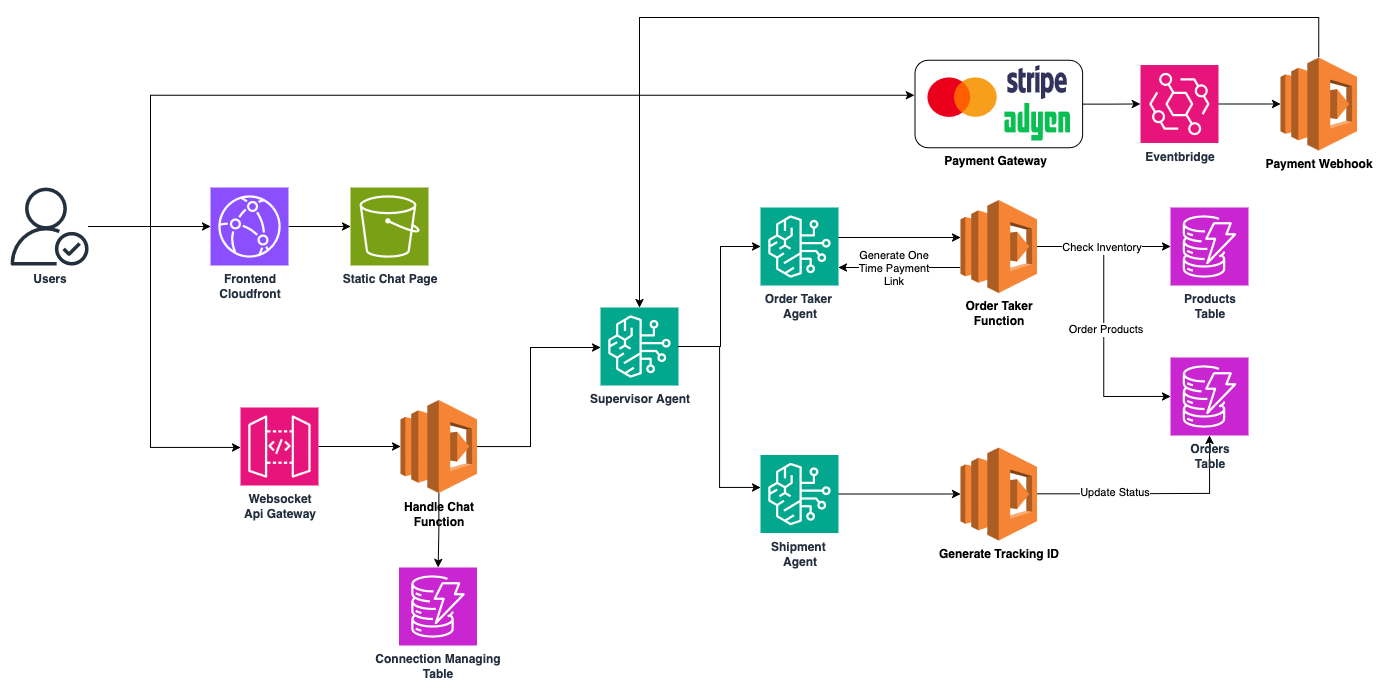 stripe
adyen
Payment Gateway
Eventbridge
Payment Webhook
Users
Frontend
Cloudfront
Static Chat Page
Order Taker
Agent
Generate One
Time Payment
Link
Order Taker
Function
Check Inventory
Products
Table
Order Products
Supervisor Agent
Orders
Table
</>
Websocket
Api Gateway
Handle Chat
Function
Update Status
Shipment
Agent
Generate Tracking ID
Connection Managing
Table